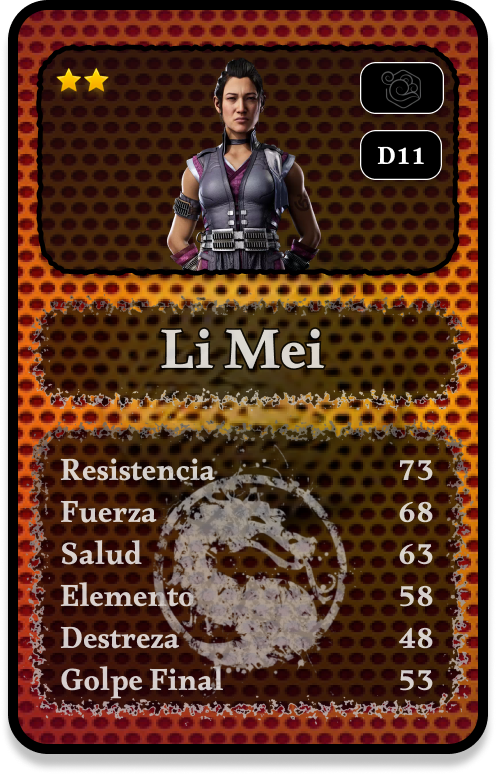 D11
Li Mei
Resistencia 73
Fuerza 68
Salud 63
Elemento 58
Destreza 48
Golpe Final 53